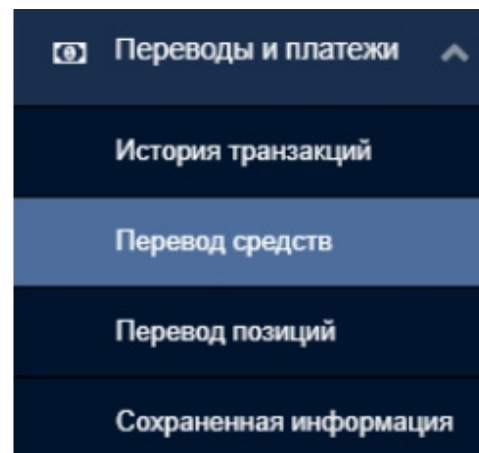 Переводы и платежи
История транзакций
Перевод средств
Перевод позиций
Сохраненная информация